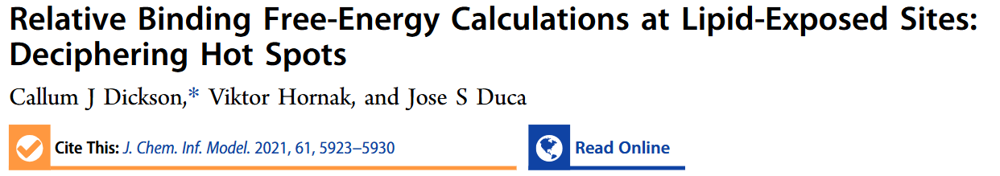 Relative Binding Free-Energy Calculations at Lipid-Exposed Sites:
Deciphering Hot Spots
Callum J Dickson,* Viktor Hornak, and Jose S Duca
Cite This: J. Chem. Inf. Model. 2021, 61, 5923–5930
Read Online